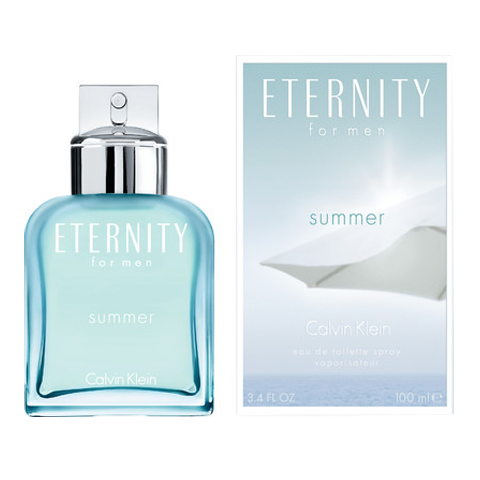 ETERNITY
for men
summer
Calvin Klein
ETERNITY
for men
summer
Calvin Klein
eau de toilette spray
vaporisateur
3.4 FL OZ
100 ml ℮